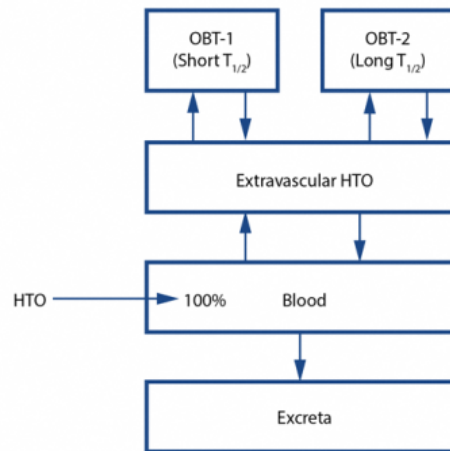 OBT-1
(Short T1/2)
OBT-2
(Long T1/2)
Extravascular HTO
HTO
100%
Blood
Excreta